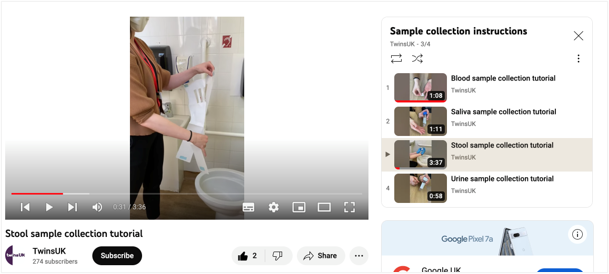 0:31 / 3:36
Stool sample collection tutorial
TwinsUK
274 subscribers
Subscribe
2
Share
Sample collection instructions
TwinsUK - 3/4
1
1:08
Blood sample collection tutorial
TwinsUK
2
1:11
Saliva sample collection tutorial
TwinsUK
3:37
Stool sample collection tutorial
TwinsUK
4
0:58
Urine sample collection tutorial
TwinsUK
Google Pixel 7a
Google UK